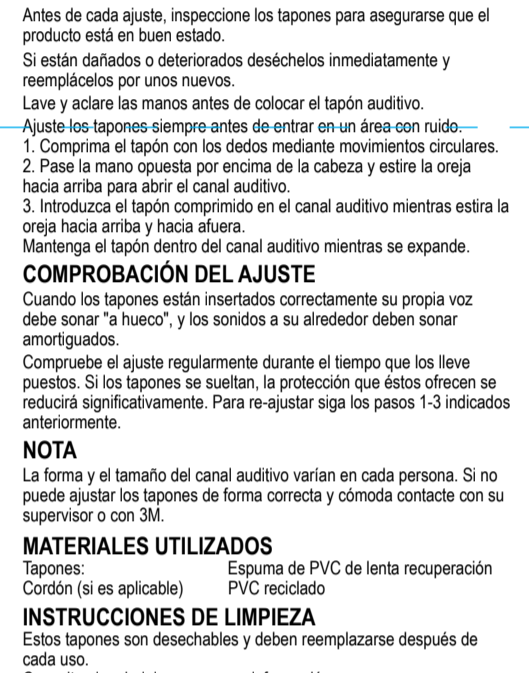 Antes de cada ajuste, inspeccione los tapones para asegurarse que el
producto está en buen estado.
Si están dañados o deteriorados deséchelos inmediatamente y
reemplácelos por unos nuevos.
Lave y aclare las manos antes de colocar el tapón auditivo.
Ajuste los tapones siempre antes de entrar en un área con ruido.
1. Comprima el tapón con los dedos mediante movimientos circulares.
2. Pase la mano opuesta por encima de la cabeza y estire la oreja
hacia arriba para abrir el canal auditivo.
3. Introduzca el tapón comprimido en el canal auditivo mientras estira la
oreja hacia arriba y hacia afuera.
Mantenga el tapón dentro del canal auditivo mientras se expande.
COMPROBACIÓN DEL AJUSTE
Cuando los tapones están insertados correctamente su propia voz
debe sonar "a hueco", y los sonidos a su alrededor deben sonar
amortiguados.
Compruebe el ajuste regularmente durante el tiempo que los lleve
puestos. Si los tapones se sueltan, la protección que éstos ofrecen se
reducirá significativamente. Para re-ajustar siga los pasos 1-3 indicados
anteriormente.
NOTA
La forma y el tamaño del canal auditivo varían en cada persona. Si no
puede ajustar los tapones de forma correcta y cómoda contacte con su
supervisor o con 3M.
MATERIALES UTILIZADOS
Tapones: Espuma de PVC de lenta recuperación
Cordón (si es aplicable) PVC reciclado
INSTRUCCIONES DE LIMPIEZA
Estos tapones son desechables y deben reemplazarse después de
cada uso.